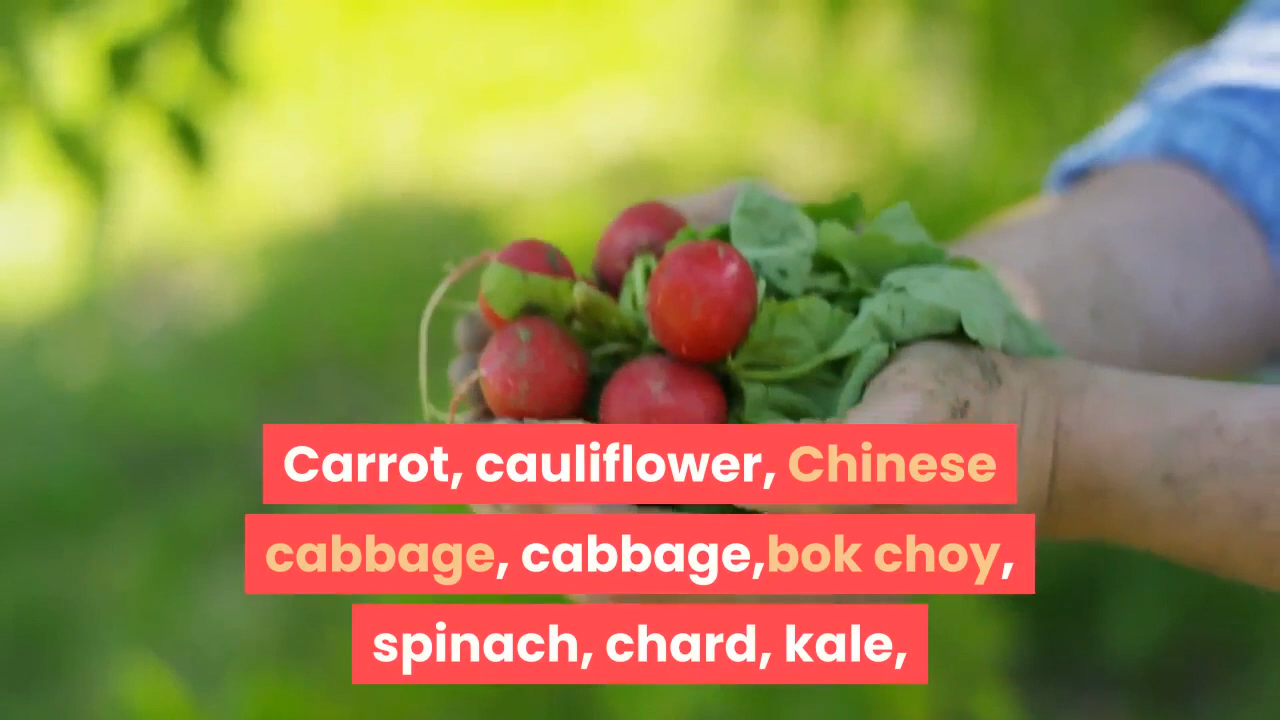 Carrot, cauliflower, Chinese
cabbage, cabbage,bok choy,
spinach, chard, kale,